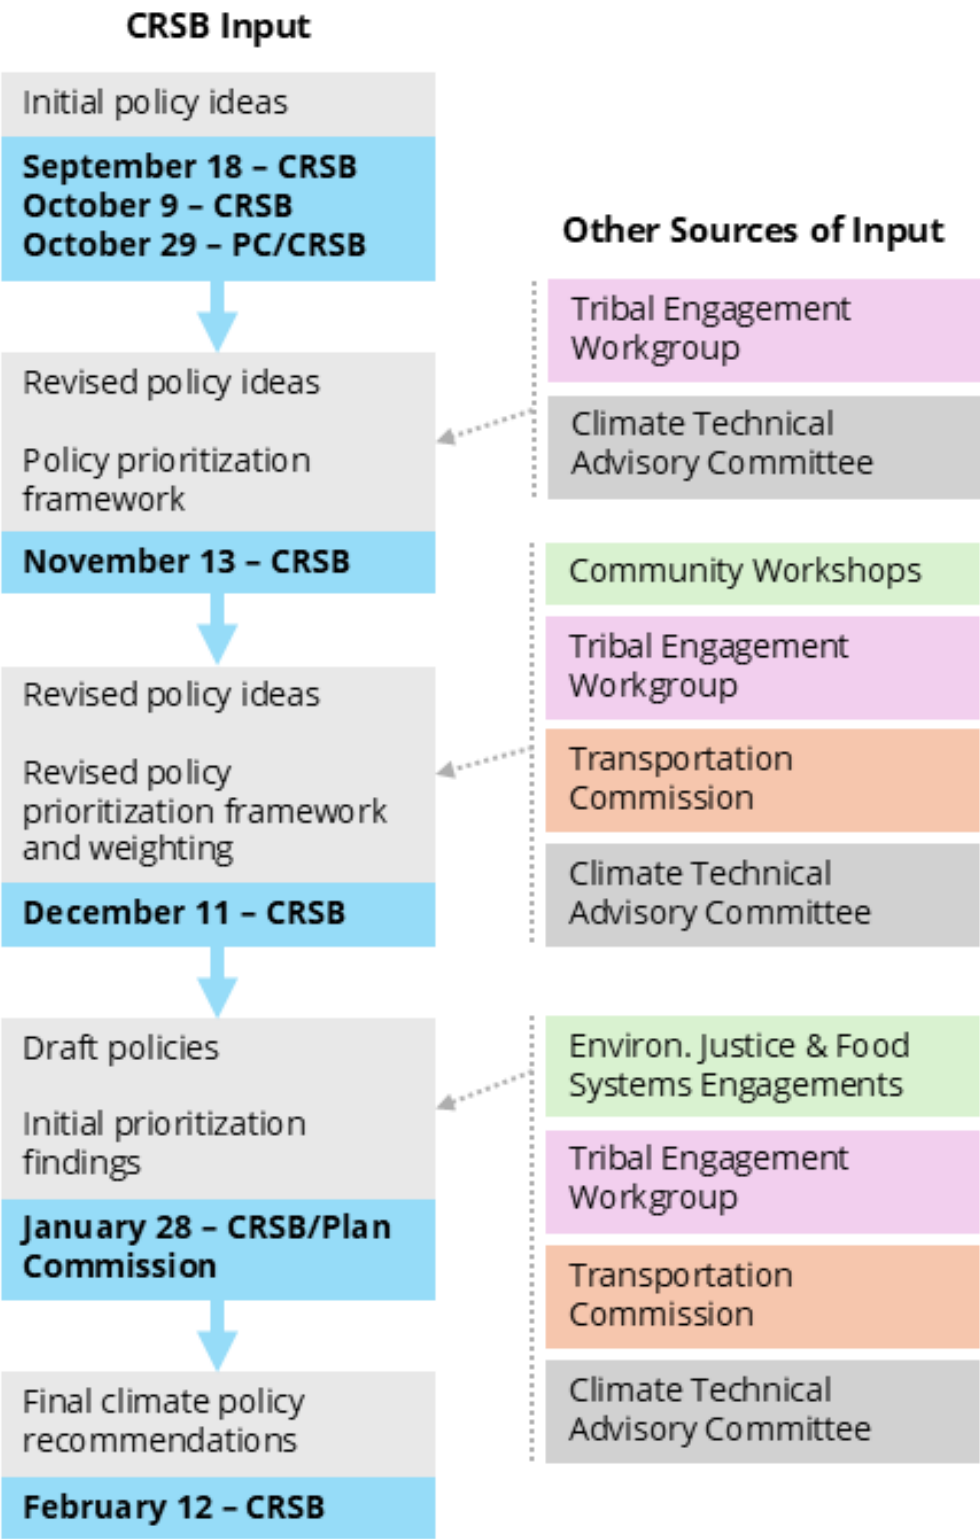 CRSB Input
Initial policy ideas
September 18 – CRSB
October 9 – CRSB
October 29 – PC/CRSB
Revised policy ideas
Policy prioritization
framework
November 13 – CRSB
Revised policy ideas
Revised policy
prioritization framework
and weighting
December 11 – CRSB
Draft policies
Initial prioritization
findings
January 28 – CRSB/Plan
Commission
Final climate policy
recommendations
February 12 – CRSB
Other Sources of Input
Tribal Engagement
Workgroup
Climate Technical
Advisory Committee
Community Workshops
Tribal Engagement
Workgroup
Transportation
Commission
Climate Technical
Advisory Committee
Environ. Justice & Food
Systems Engagements
Tribal Engagement
Workgroup
Transportation
Commission
Climate Technical
Advisory Committee